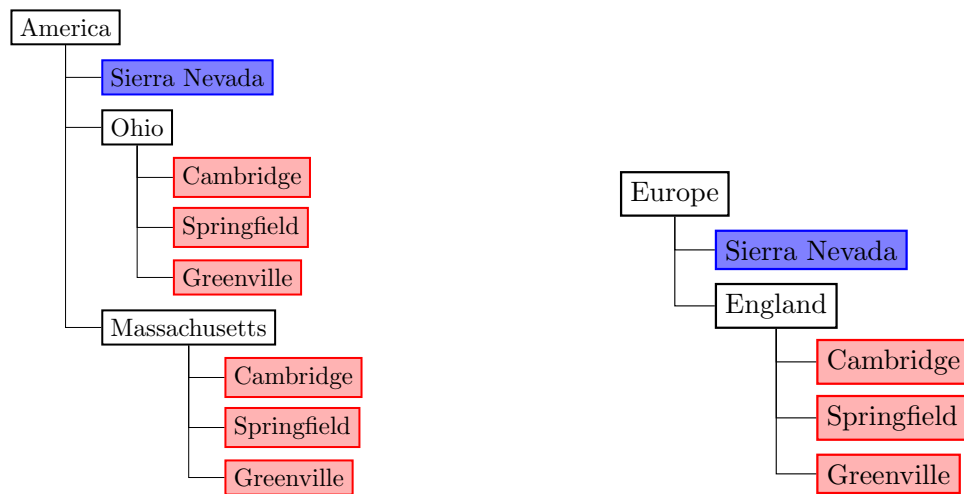 America
Sierra Nevada
Ohio
Cambridge
Springfield
Greenville
Massachusetts
Cambridge
Springfield
Greenville
Europe
Sierra Nevada
England
Cambridge
Springfield
Greenville